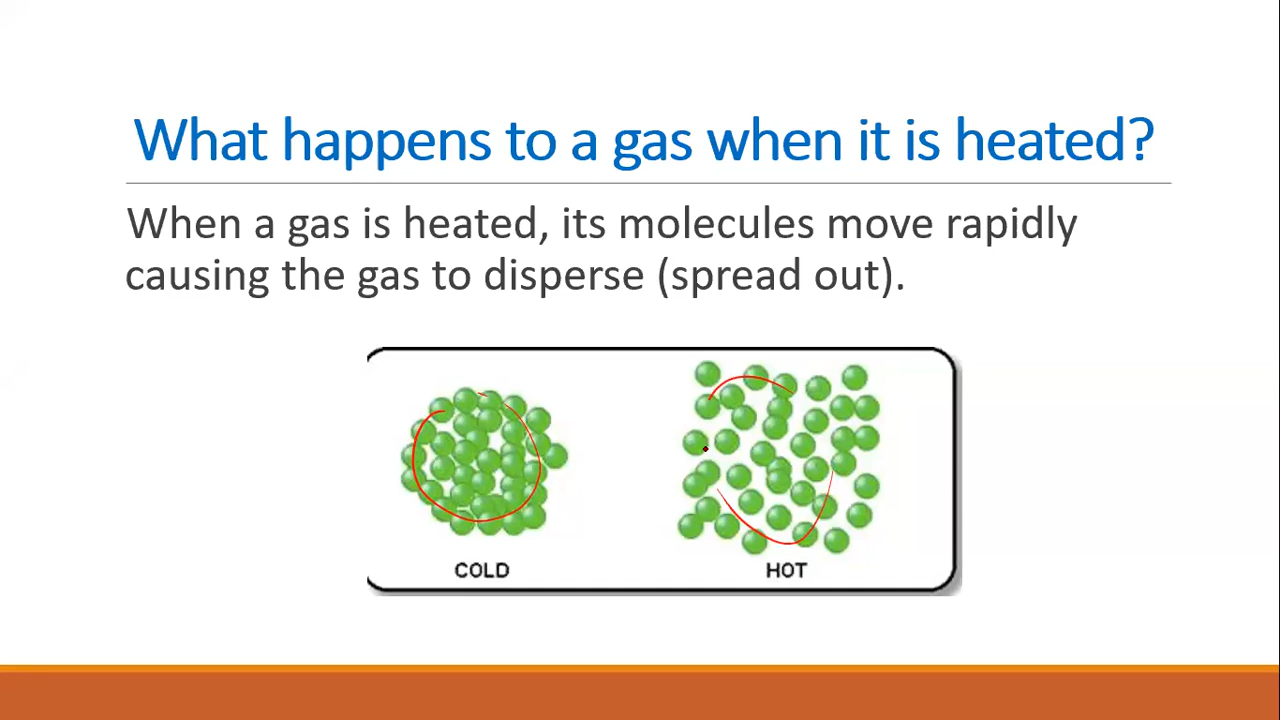 What happens to a gas when it is heated?
When a gas is heated, its molecules move rapidly
causing the gas to disperse (spread out).
COLD
HOT